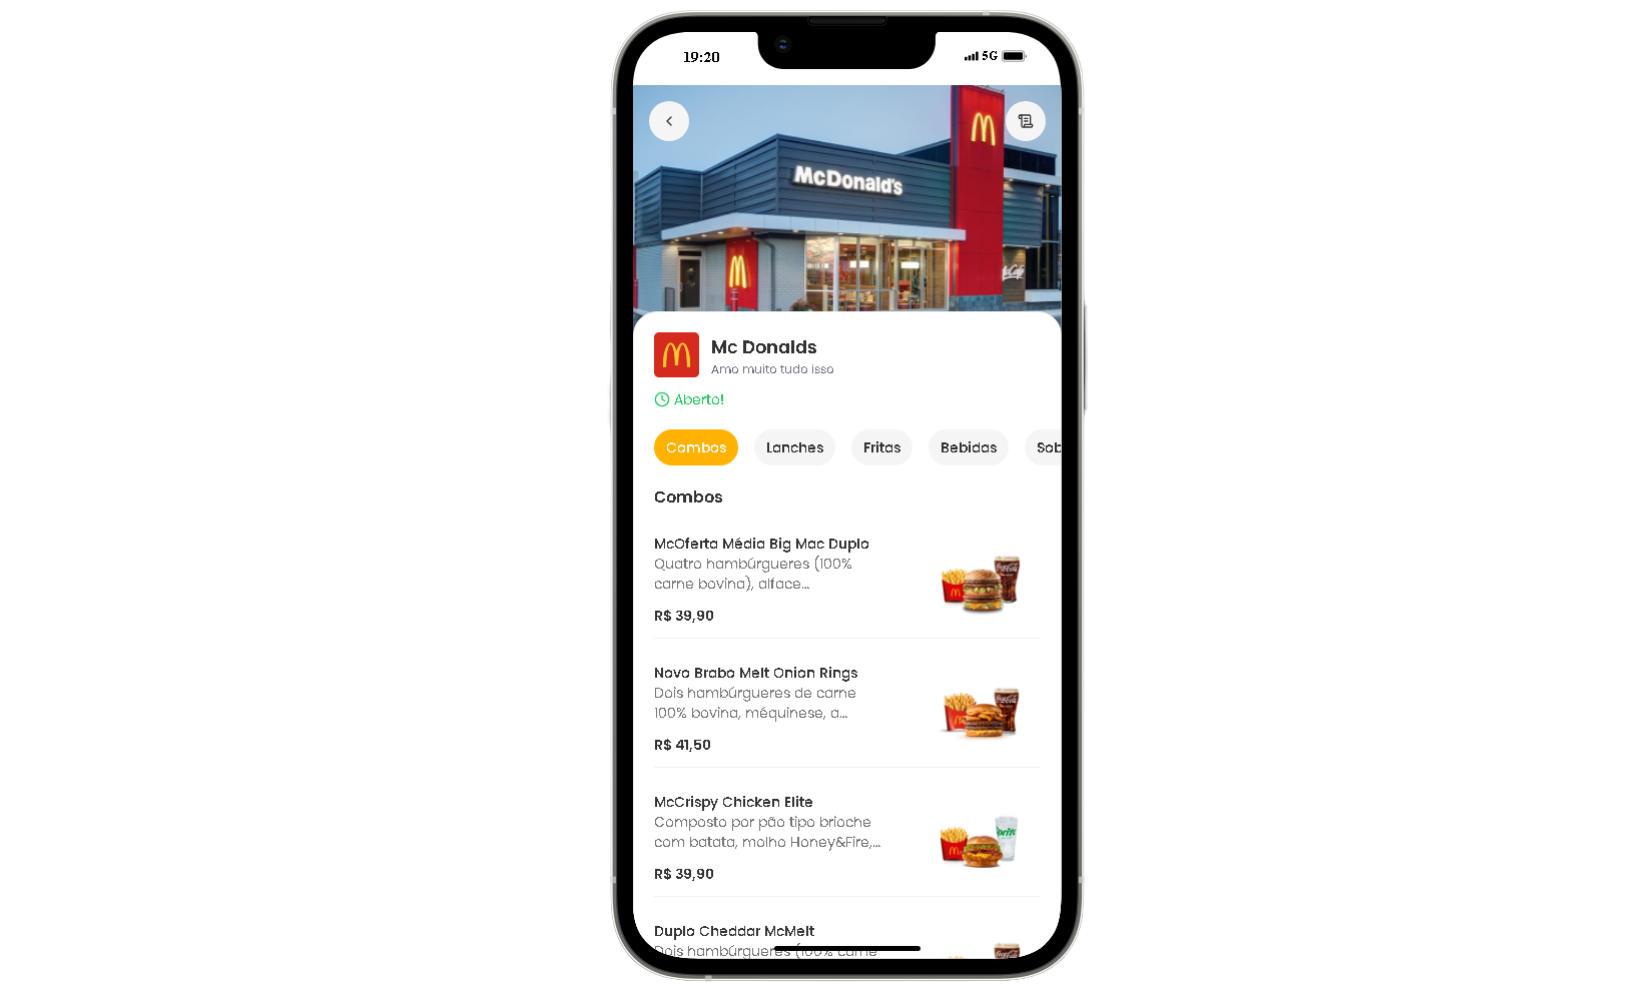 19:20
5G
McDonald's
McCafé
Mc Donalds
Amo muito tudo isso
Aberto!
Combos
Lanches
Fritas
Bebidas
Sob
Combos
McOferta Média Big Mac Duplo
Quatro hambúrgueres (100%
carne bovina), alface...
R$ 39,90
Novo Brabo Melt Onion Rings
Dois hambúrgueres de carne
100% bovina, méquinese, a...
R$ 41,50
McCrispy Chicken Elite
Composto por pão tipo brioche
com batata, molho Honey&Fire,...
R$ 39,90
Duplo Cheddar McMelt
Dois hambúrgueres (100% carne